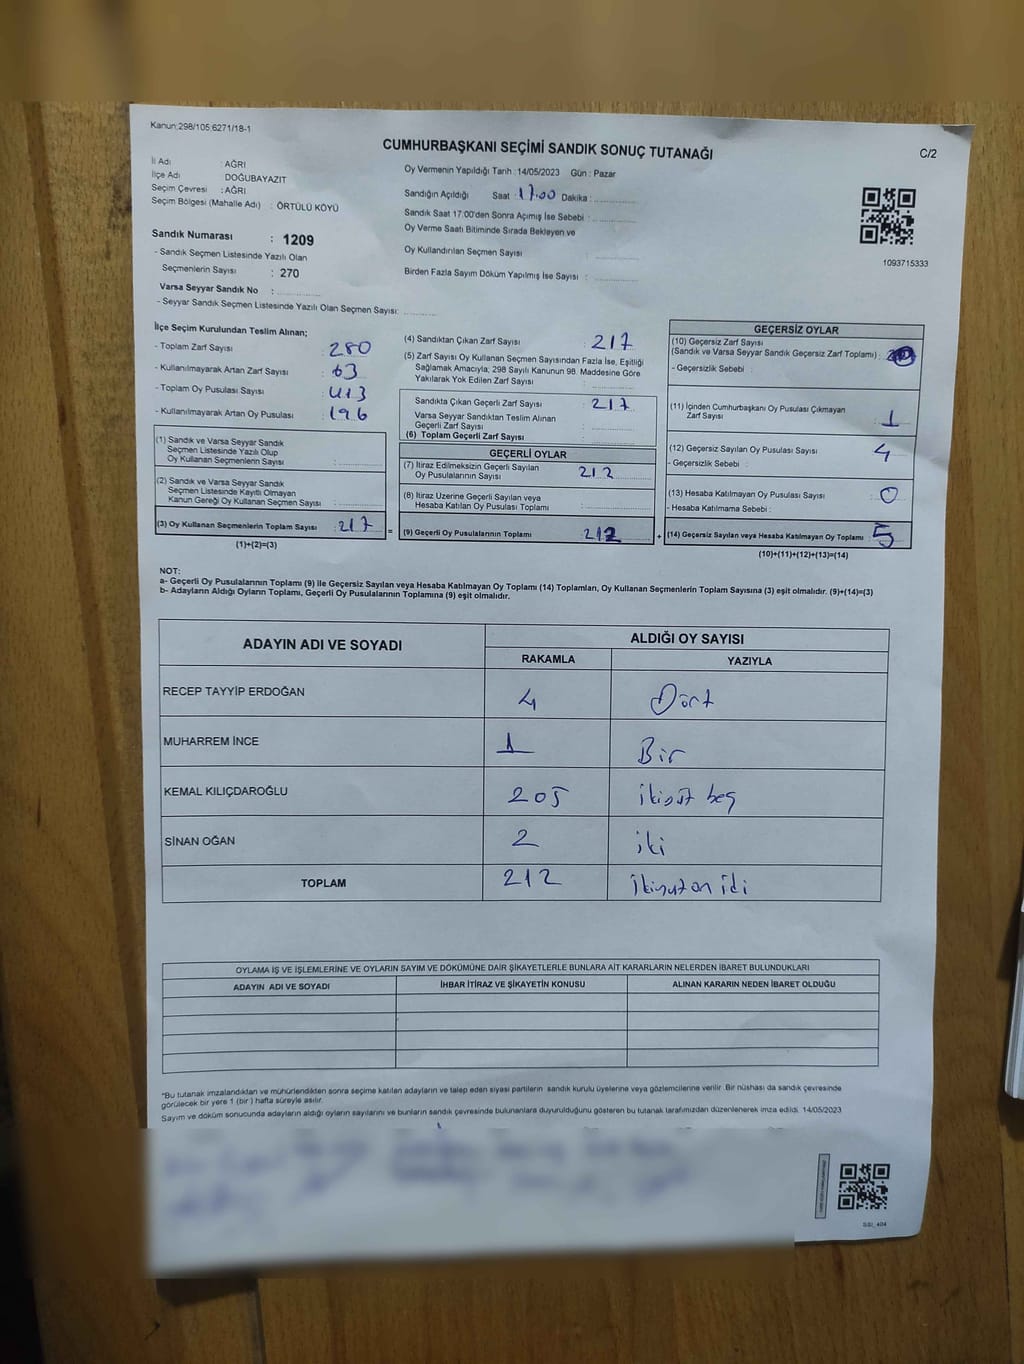 Kanun:298/105,6271/18-1
CUMHURBAŞKANI SEÇİMİ SANDIK SONUÇ TUTANAĞI
C/2
İl Adı : AĞRI
İlçe Adı DOĞUBAYAZIT
Seçim Çevresi : AĞRI
Seçim Bölgesi (Mahalle Adı) : ÖRTÜLÜ KÖYÜ
Sandık Numarası : 1209
- Sandık Seçmen Listesinde Yazılı Olan
Seçmenlerin Sayısı : 270
Varsa Seyyar Sandık No :
- Seyyar Sandık Seçmen Listesinde Yazılı Olan Seçmen Sayısı:
Oy Vermenin Yapıldığı Tarih : 14/05/2023 Gün : Pazar
Sandığın Açıldığı Saat : 17.00 Dakika :
Sandık Saat 17.00'den Sonra Açımış İse Sebebi :
Oy Verme Saati Bitiminde Sırada Bekleyen ve
Oy Kullandırılan Seçmen Sayısı :
Birden Fazla Sayım Döküm Yapılmış İse Sayısı :
1093715333
İlçe Seçim Kurulundan Teslim Alınan;
- Toplam Zarf Sayısı : 280
- Kullanılmayarak Artan Zarf Sayısı : 63
- Toplam Oy Pusulası Sayısı : 413
- Kullanılmayarak Artan Oy Pusulası : 196
(1) Sandık ve Varsa Seyyar Sandık
Seçmen Listesinde Yazılı Olup
Oy Kullanan Seçmenlerin Sayısı :
(2) Sandık ve Varsa Seyyar Sandık
Seçmen Listesinde Kayıtlı Olmayan
Kanun Gereği Oy Kullanan Seçmen Sayısı :
(3) Oy Kullanan Seçmenlerin Toplam Sayısı : 217
(1)+(2)=(3)
(4) Sandıktan Çıkan Zarf Sayısı : 217
(5) Zarf Sayısı Oy Kullanan Seçmen Sayısından Fazla İse, Eşitliği
Sağlamak Amacıyla; 298 Sayılı Kanunun 98. Maddesine Göre
Yakılarak Yok Edilen Zarf Sayısı :
Sandıkta Çıkan Geçerli Zarf Sayısı : 217
Varsa Seyyar Sandıktan Teslim Alınan
Geçerli Zarf Sayısı :
(6) Toplam Geçerli Zarf Sayısı :
GEÇERLİ OYLAR
(7) İtiraz Edilmeksizin Geçerli Sayılan
Oy Pusulalarının Sayısı : 212
(8) İtiraz Üzerine Geçerli Sayılan veya
Hesaba Katılan Oy Pusulası Toplamı :
= (9) Geçerli Oy Pusulalarının Toplamı : 212
GEÇERSİZ OYLAR
(10) Geçersiz Zarf Sayısı
(Sandık ve Varsa Seyyar Sandık Geçersiz Zarf Toplamı) :
- Geçersizlik Sebebi :
(11) İçinden Cumhurbaşkanı Oy Pusulası Çıkmayan
Zarf Sayısı : 1
(12) Geçersiz Sayılan Oy Pusulası Sayısı : 4
- Geçersizlik Sebebi :
(13) Hesaba Katılmayan Oy Pusulası Sayısı : 0
- Hesaba Katılmama Sebebi :
+ (14) Geçersiz Sayılan veya Hesaba Katılmayan Oy Toplamı : 5
(10)+(11)+(12)+(13)=(14)
NOT:
a- Geçerli Oy Pusulalarının Toplamı (9) ile Geçersiz Sayılan veya Hesaba Katılmayan Oy Toplamı (14) Toplamları, Oy Kullanan Seçmenlerin Toplam Sayısına (3) eşit olmalıdır. (9)+(14)=(3)
b- Adayların Aldığı Oyların Toplamı, Geçerli Oy Pusulalarının Toplamına (9) eşit olmalıdır.
ADAYIN ADI VE SOYADI
ALDIĞI OY SAYISI
RAKAMLA YAZIYLA
RECEP TAYYİP ERDOĞAN 4 Dört
MUHARREM İNCE 1 Bir
KEMAL KILIÇDAROĞLU 205 ikiyüz beş
SİNAN OĞAN 2 iki
TOPLAM 212 ikiyüz on iki
OYLAMA İŞ VE İŞLEMLERİNE VE OYLARIN SAYIM VE DÖKÜMÜNE DAİR ŞİKAYETLERLE BUNLARA AİT KARARLARIN NELERDEN İBARET BULUNDUKLARI
ADAYIN ADI VE SOYADI İHBAR İTİRAZ VE ŞİKAYETİN KONUSU ALINAN KARARIN NEDEN İBARET OLDUĞU
*Bu tutanak imzalandıktan ve mühürlendikten sonra seçime katılan adayların ve talep eden siyasi partilerin sandık kurulu üyelerine veya gözlemcilerine verilir. Bir nüshası da sandık çevresinde
görülecek bir yere 1 (bir ) hafta süreyle asılır.
Sayım ve döküm sonucunda adayların aldığı oyların sayılarını ve bunların sandık çevresinde bulunanlara duyurulduğunu gösteren bu tutanak tarafımızdan düzenlenerek imza edildi. 14/05/2023